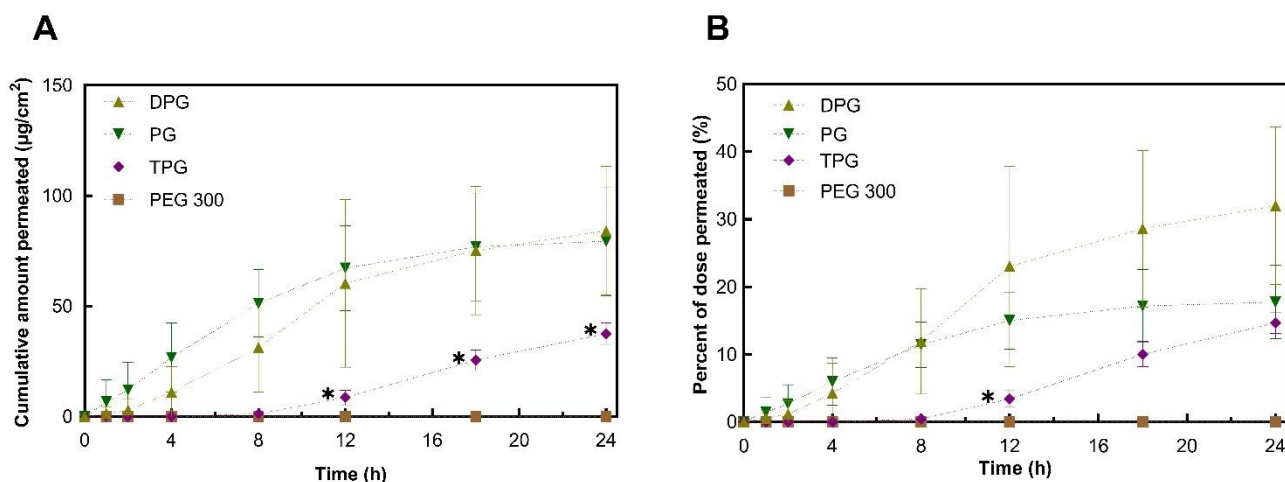 A
Cumulative amount permeated (µg/cm²)
150
100
50
0
DPG
PG
TPG
PEG 300
*
*
*
0 4 8 12 16 20 24
Time (h)
B
Percent of dose permeated (%)
50
40
30
20
10
0
DPG
PG
TPG
PEG 300
*
0 4 8 12 16 20 24
Time (h)